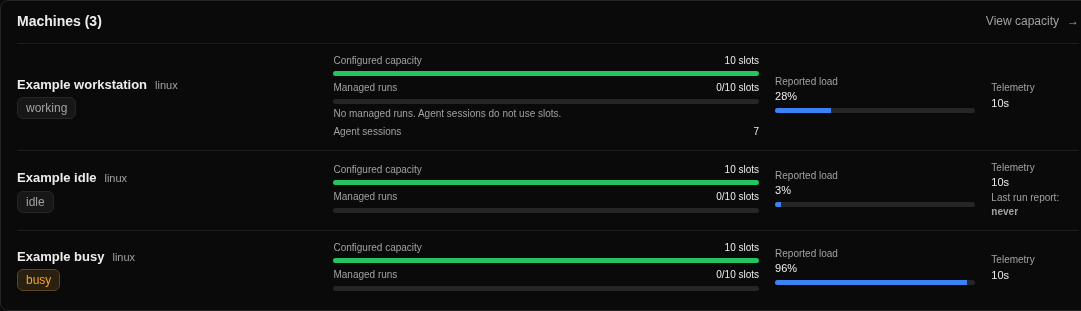 Machines (3)
View capacity →
Example workstation linux
working
Configured capacity 10 slots
Managed runs 0/10 slots
No managed runs. Agent sessions do not use slots.
Agent sessions 7
Reported load
28%
Telemetry
10s
Example idle linux
idle
Configured capacity 10 slots
Managed runs 0/10 slots
Reported load
3%
Telemetry
10s
Last run report:
never
Example busy linux
busy
Configured capacity 10 slots
Managed runs 0/10 slots
Reported load
96%
Telemetry
10s